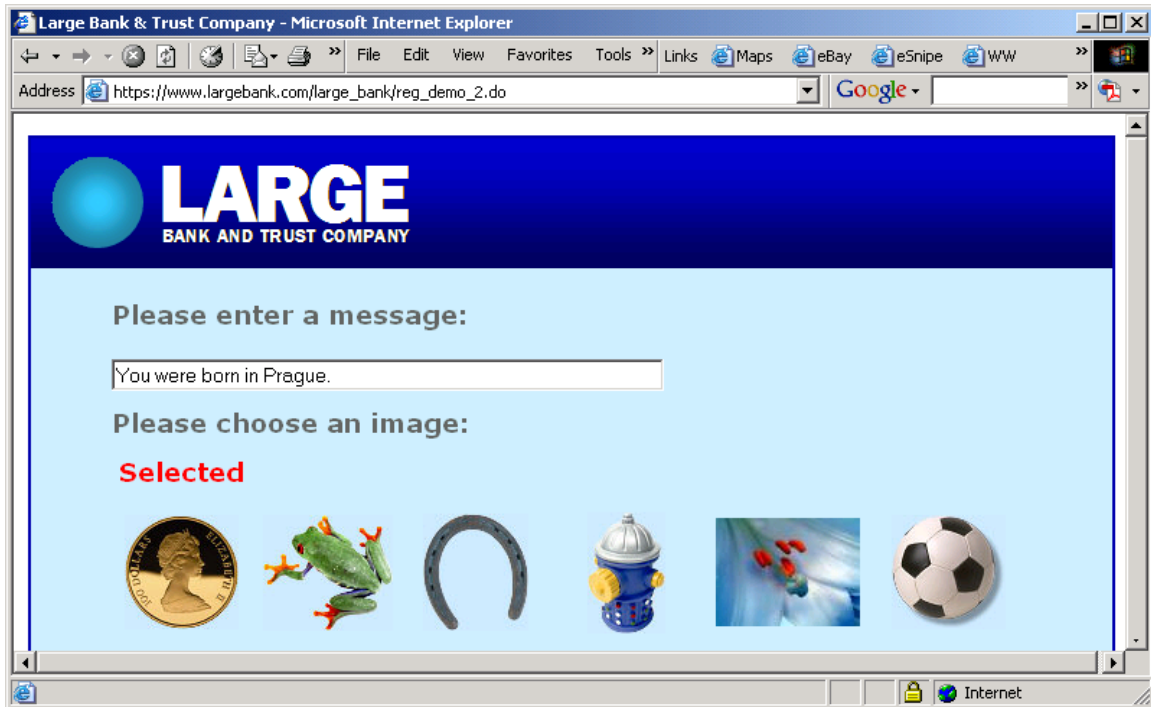 Large Bank & Trust Company - Microsoft Internet Explorer
» File Edit View Favorites Tools » Links Maps eBay eSnipe WW »
Address https://www.largebank.com/large_bank/reg_demo_2.do Google »
LARGE
BANK AND TRUST COMPANY
Please enter a message:
You were born in Prague.
Please choose an image:
Selected
100 DOLLARS ELIZABETH II
Internet